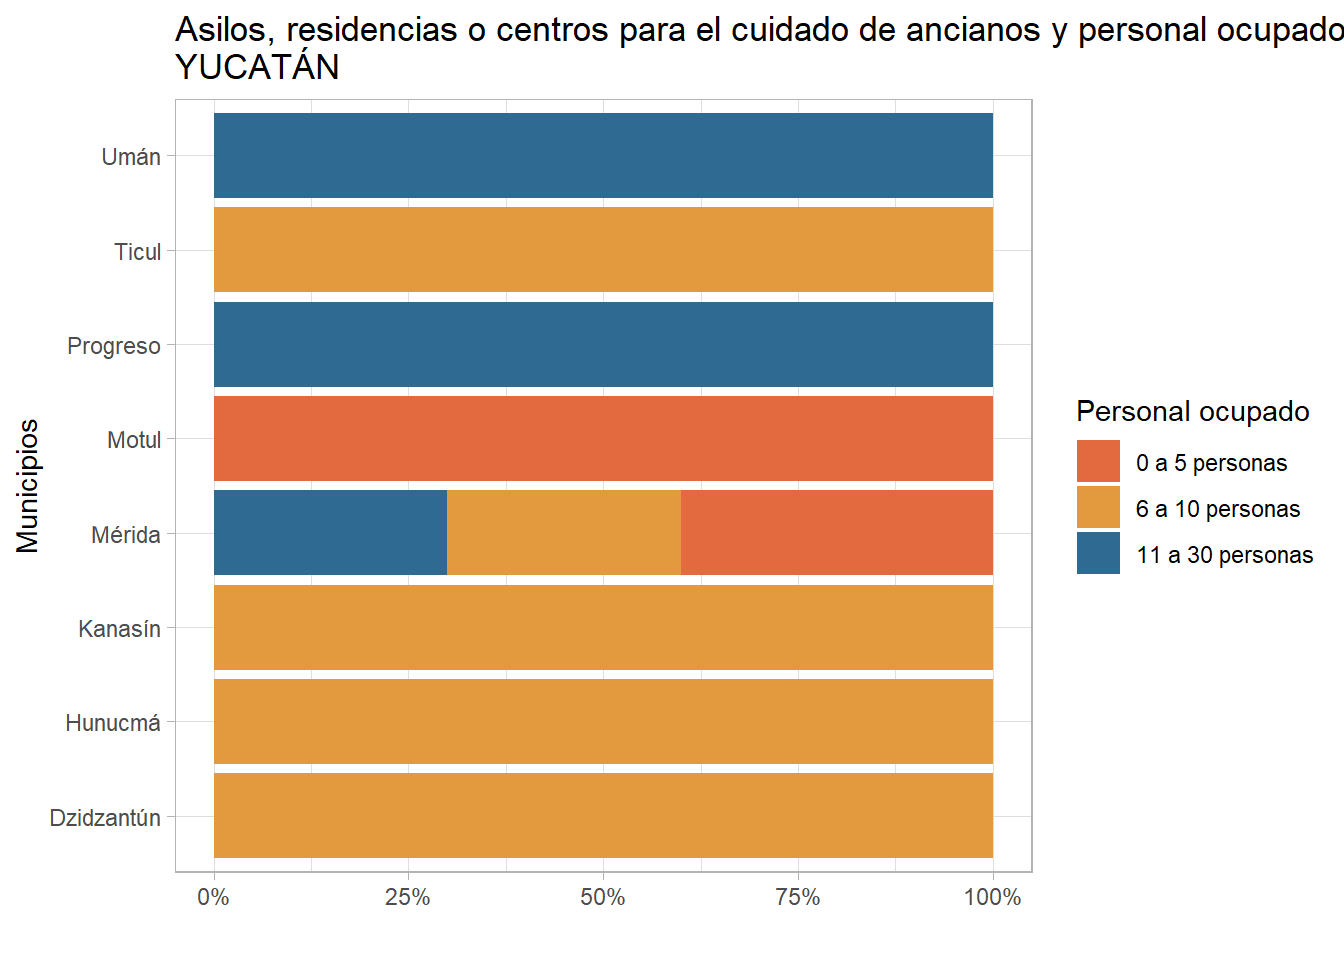 Asilos, residencias o centros para el cuidado de ancianos y personal ocupado
YUCATÁN
Municipios
Umán
Ticul
Progreso
Motul
Mérida
Kanasín
Hunucmá
Dzidzantún
0%
25%
50%
75%
100%
Personal ocupado
0 a 5 personas
6 a 10 personas
11 a 30 personas